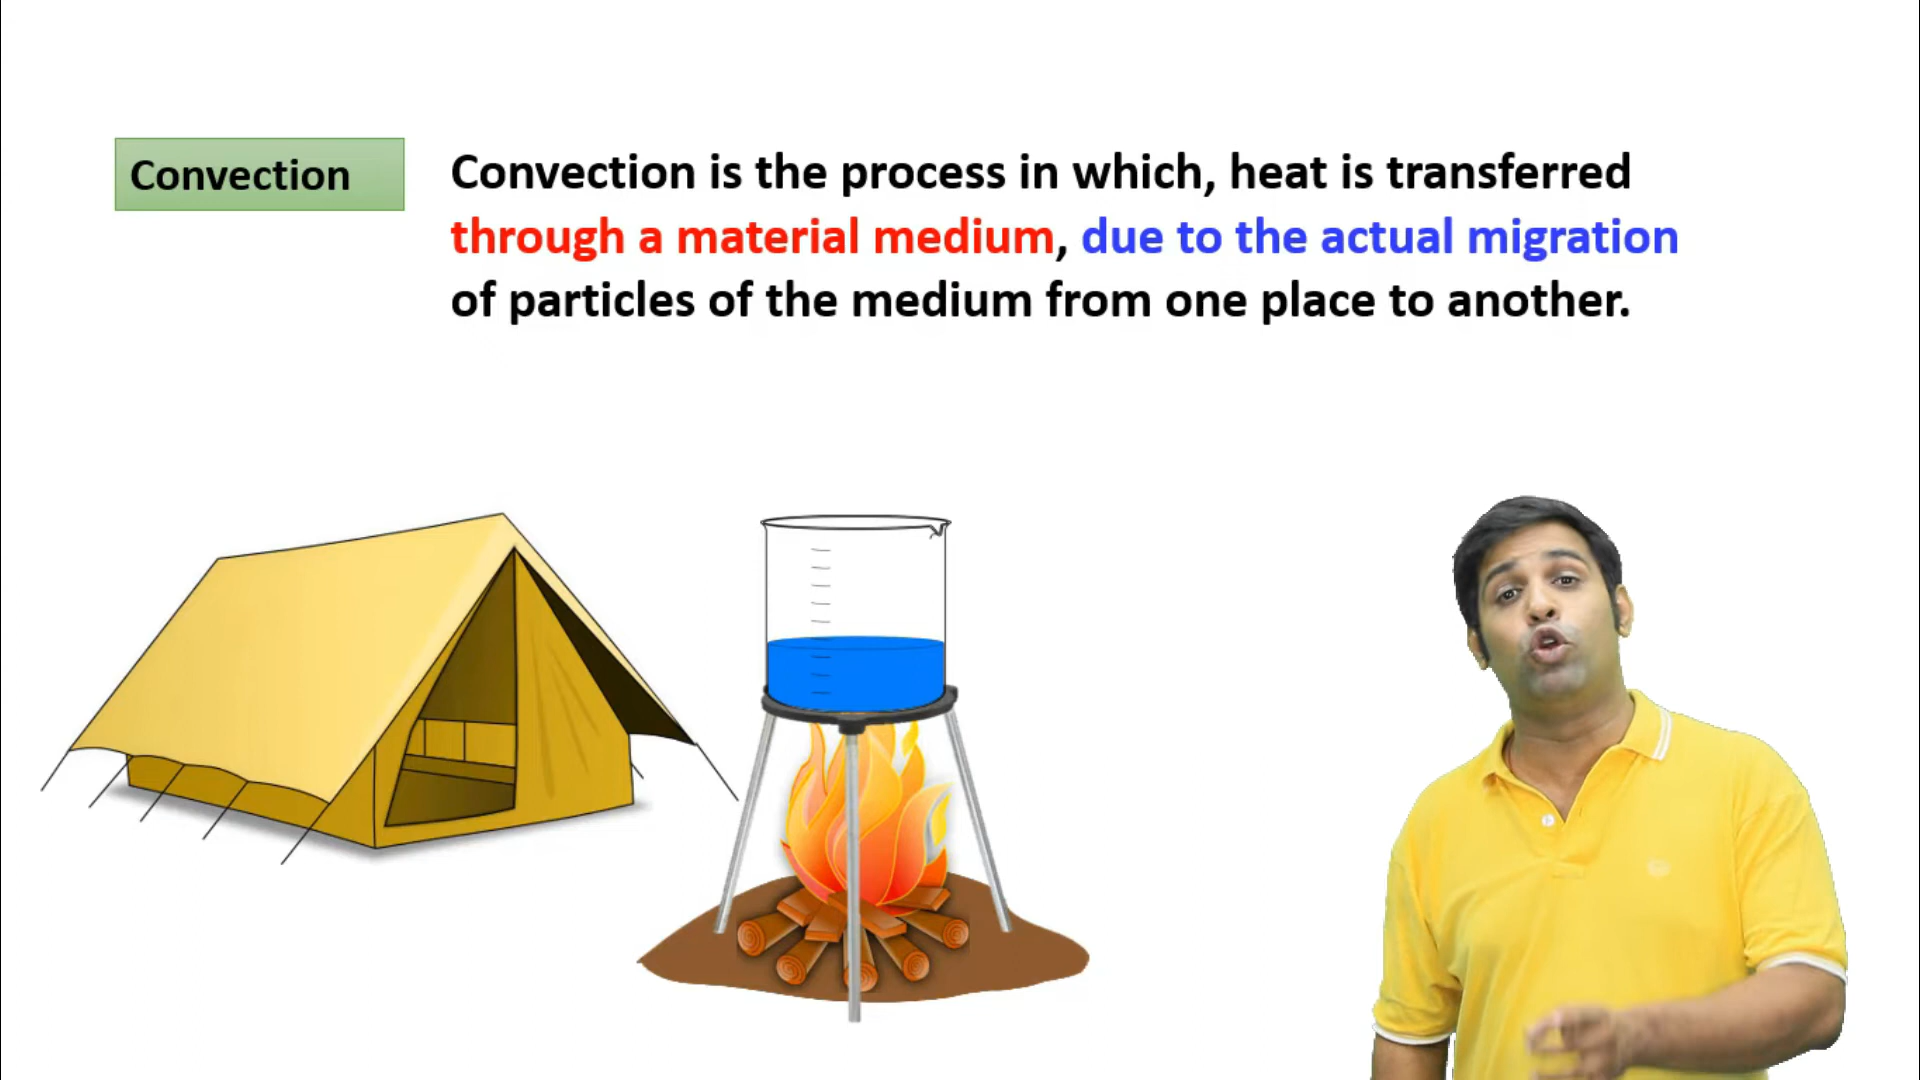 Convection
Convection is the process in which, heat is transferred
through a material medium, due to the actual migration
of particles of the medium from one place to another.